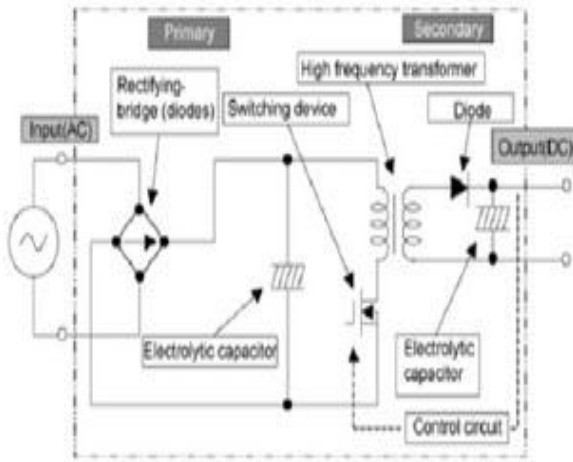 Primary
Secondary
High frequency transformer
Rectifying-
bridge (diodes)
Switching device
Diode
Input(AC)
Output(DC)
Electrolytic capacitor
Electrolytic
capacitor
Control circuit